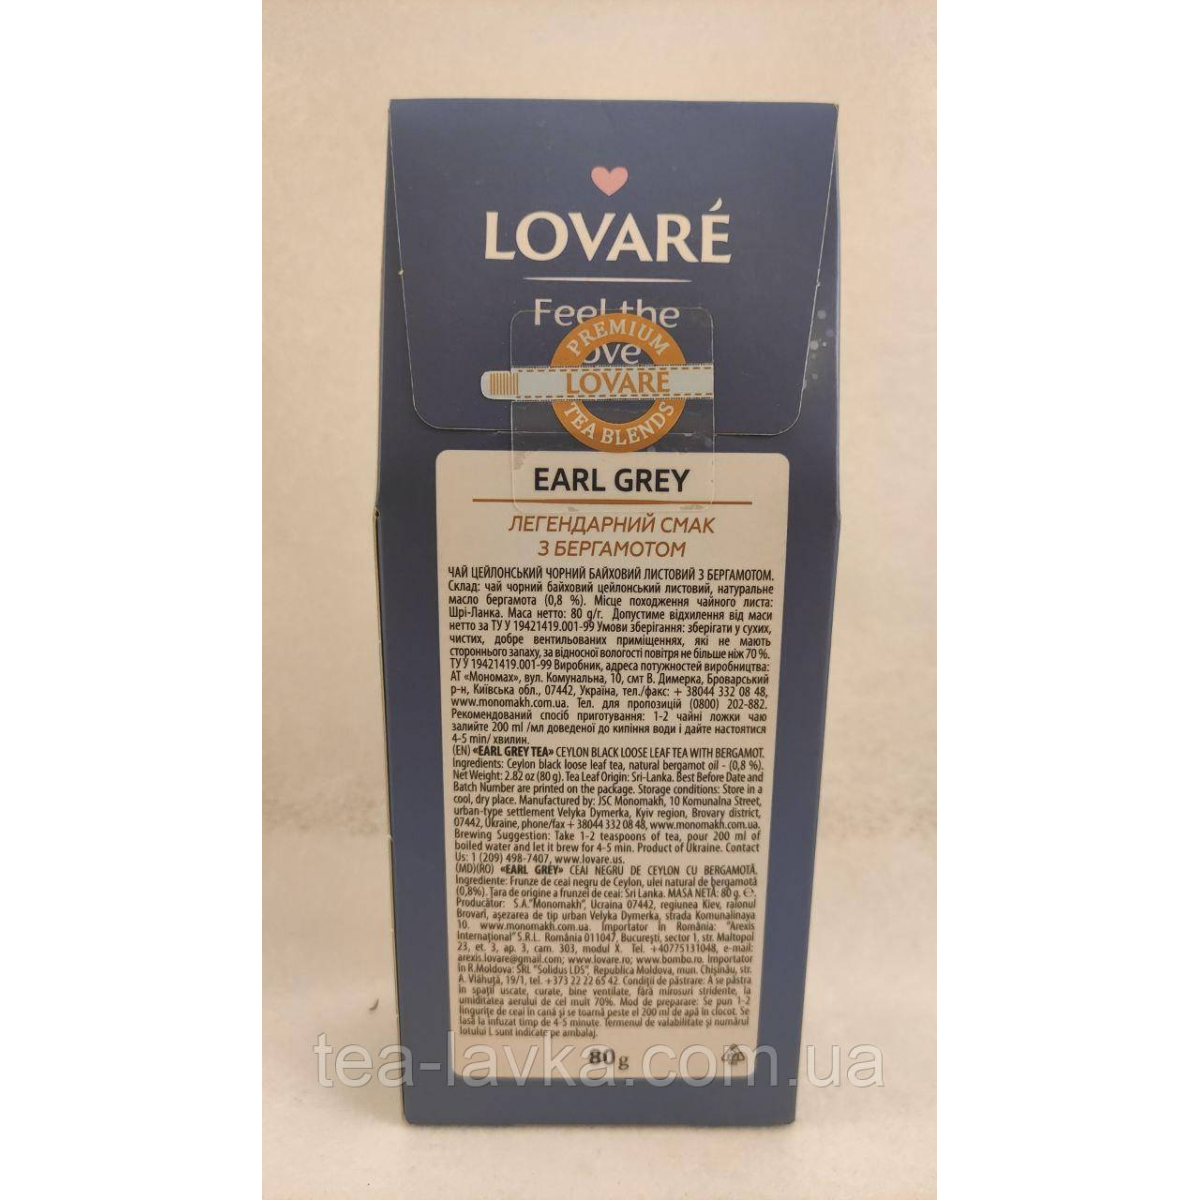 LOVARÉ
Feel the
ove
PREMIUM
LOVARÉ
TEA BLENDS
EARL GREY
ЛЕГЕНДАРНИЙ СМАК
З БЕРГАМОТОМ
ЧАЙ ЦЕЙЛОНСЬКИЙ ЧОРНИЙ БАЙХОВИЙ ЛИСТОВИЙ З БЕРГАМОТОМ.
Склад: чай чорний байховий цейлонський листовий, натуральне
масло бергамота (0,8 %). Місце походження чайного листа:
Шрі-Ланка. Маса нетто: 80 g/г. Допустиме відхилення від маси
нетто за ТУ У 19421419.001-99 Умови зберігання: зберігати у сухих,
чистих, добре вентильованих приміщеннях, які не мають
стороннього запаху, за відносної вологості повітря не більше ніж 70 %.
ТУ У 19421419.001-99 Виробник, адреса потужностей виробництва:
АТ «Мономах», вул. Комунальна, 10, смт В. Димерка, Броварський
р-н, Київська обл., 07442, Україна, тел./факс: + 38044 332 08 48,
www.monomakh.com.ua. Тел. для пропозицій (0800) 202-882.
Рекомендований спосіб приготування: 1-2 чайні ложки чаю
залийте 200 ml /мл доведеної до кипіння води і дайте настоятися
4-5 min/ хвилин.
(EN) «EARL GREY TEA» CEYLON BLACK LOOSE LEAF TEA WITH BERGAMOT.
Ingredients: Ceylon black loose leaf tea, natural bergamot oil - (0,8 %).
Net Weight: 2.82 oz (80 g). Tea Leaf Origin: Sri-Lanka. Best Before Date and
Batch Number are printed on the package. Storage conditions: Store in a
cool, dry place. Manufactured by: JSC Monomakh, 10 Komunalna Street,
urban-type settlement Velyka Dymerka, Kyiv region, Brovary district,
07442, Ukraine, phone/fax + 38044 332 08 48, www.monomakh.com.ua.
Brewing Suggestion: Take 1-2 teaspoons of tea, pour 200 ml of
boiled water and let it brew for 4-5 min. Product of Ukraine. Contact
Us: 1 (209) 498-7407, www.lovare.us.
(MD)(RO) «EARL GREY» CEAI NEGRU DE CEYLON CU BERGAMOTĂ.
Ingrediente: Frunze de ceai negru de Ceylon, ulei natural de bergamotă
(0,8%). Țara de origine a frunzei de ceai: Sri Lanka. MASA NETĂ: 80 g. ℮.
Producător: S.A."Monomakh", Ucraina 07442, regiunea Kiev, raionul
Brovari, așezarea de tip urban Velyka Dymerka, strada Komunalinaya
10. www.monomakh.com.ua. Importator în România: "Arexis
International" S.R.L. România 011047, București, sector 1, str. Maltopol
23, et. 3, ap. 3, cam. 303, modul X. Tel. +40775131048, e-mail:
arexis.lovare@gmail.com; www.lovare.ro; www.bombo.ro. Importator
în R.Moldova: SRL "Solidus LDS", Republica Moldova, mun. Chișinău, str.
A. Vlăhuță, 19/1, tel. +373 22 22 65 42. Condiții de păstrare: A se păstra
în spații uscate, curate, bine ventilate, fără mirosuri stridente, la
umiditatea aerului de cel mult 70%. Mod de preparare: Se pun 1-2
lingurițe de ceai în cană și se toarnă peste el 200 ml de apă în clocot. Se
lasă la infuzat timp de 4-5 minute. Termenul de valabilitate și numărul
lotului L sunt indicate pe ambalaj.
80 g
tea-lavka.com.ua